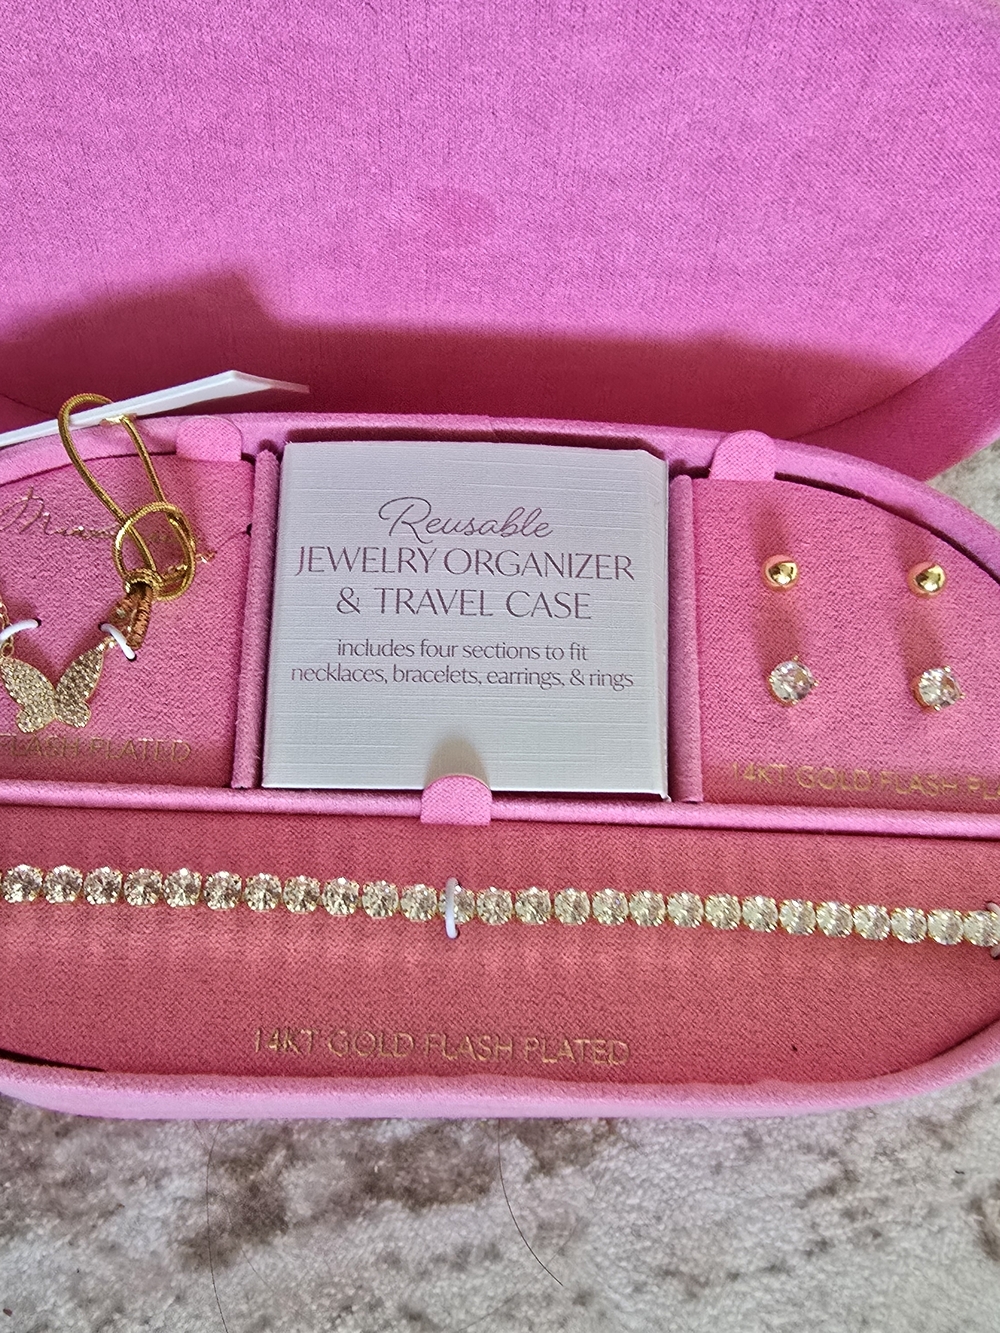 Reusable
JEWELRY ORGANIZER
& TRAVEL CASE
includes four sections to fit
necklaces, bracelets, earrings, & rings
FLASH PLATED
14KT GOLD FLASH PL
14KT GOLD FLASH PLATED